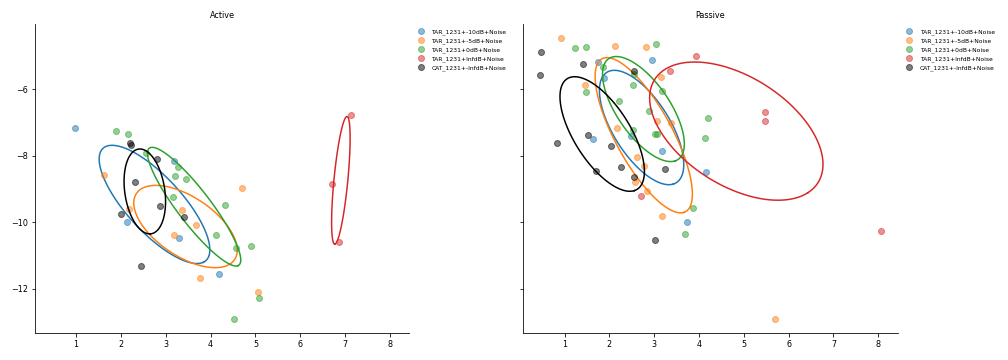 Active
TAR_1231+-10dB+Noise
TAR_1231+-5dB+Noise
TAR_1231+0dB+Noise
TAR_1231+InfdB+Noise
CAT_1231+-InfdB+Noise
−6
−8
−10
−12
1 2 3 4 5 6 7 8
Passive
TAR_1231+-10dB+Noise
TAR_1231+-5dB+Noise
TAR_1231+0dB+Noise
TAR_1231+InfdB+Noise
CAT_1231+-InfdB+Noise
1 2 3 4 5 6 7 8